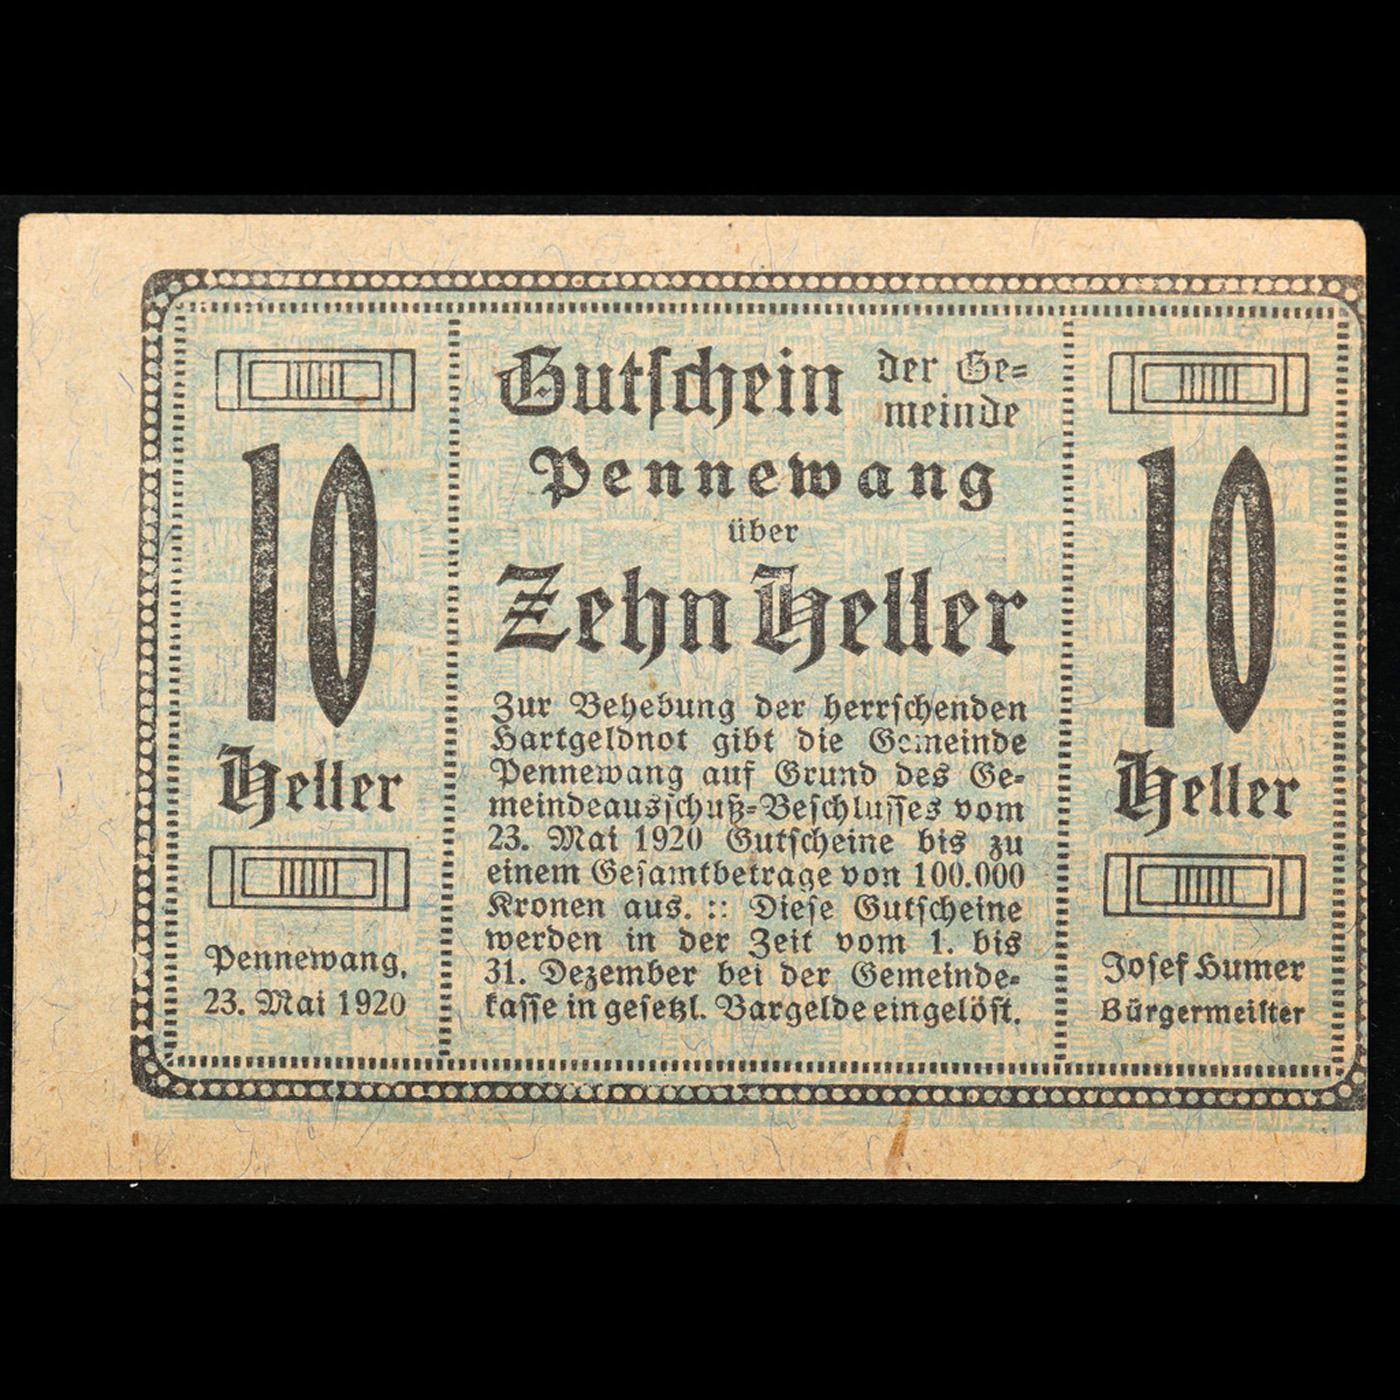 Gutschein der Ge=
meinde
Pennewang
über
Zehn Heller
10
Heller
Pennewang,
23. Mai 1920
Zur Behebung der herrschenden
Hartgeldnot gibt die Gemeinde
Pennewang auf Grund des Ge=
meindeausschuß=Beschlusses vom
23. Mai 1920 Gutscheine bis zu
einem Gesamtbetrage von 100.000
Kronen aus. :: Diese Gutscheine
werden in der Zeit vom 1. bis
31. Dezember bei der Gemeinde=
kasse in gesetzl. Bargelde eingelöst.
10
Heller
Josef Humer
Bürgermeister